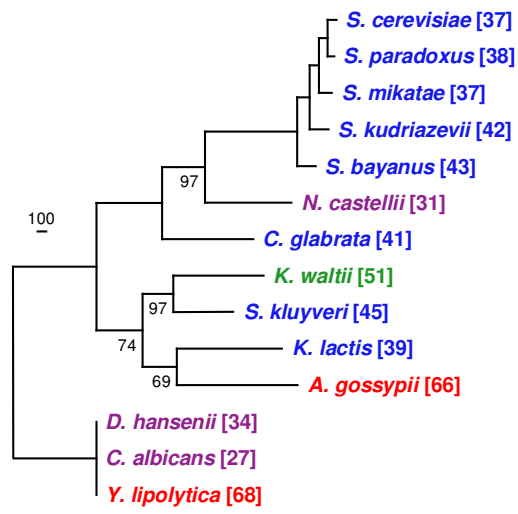 S. cerevisiae [37]
S. paradoxus [38]
S. mikatae [37]
S. kudriazevii [42]
S. bayanus [43]
97
N. castellii [31]
100
C. glabrata [41]
K. waltii [51]
97
S. kluyveri [45]
74
K. lactis [39]
69
A. gossypii [66]
D. hansenii [34]
C. albicans [27]
Y. lipolytica [68]